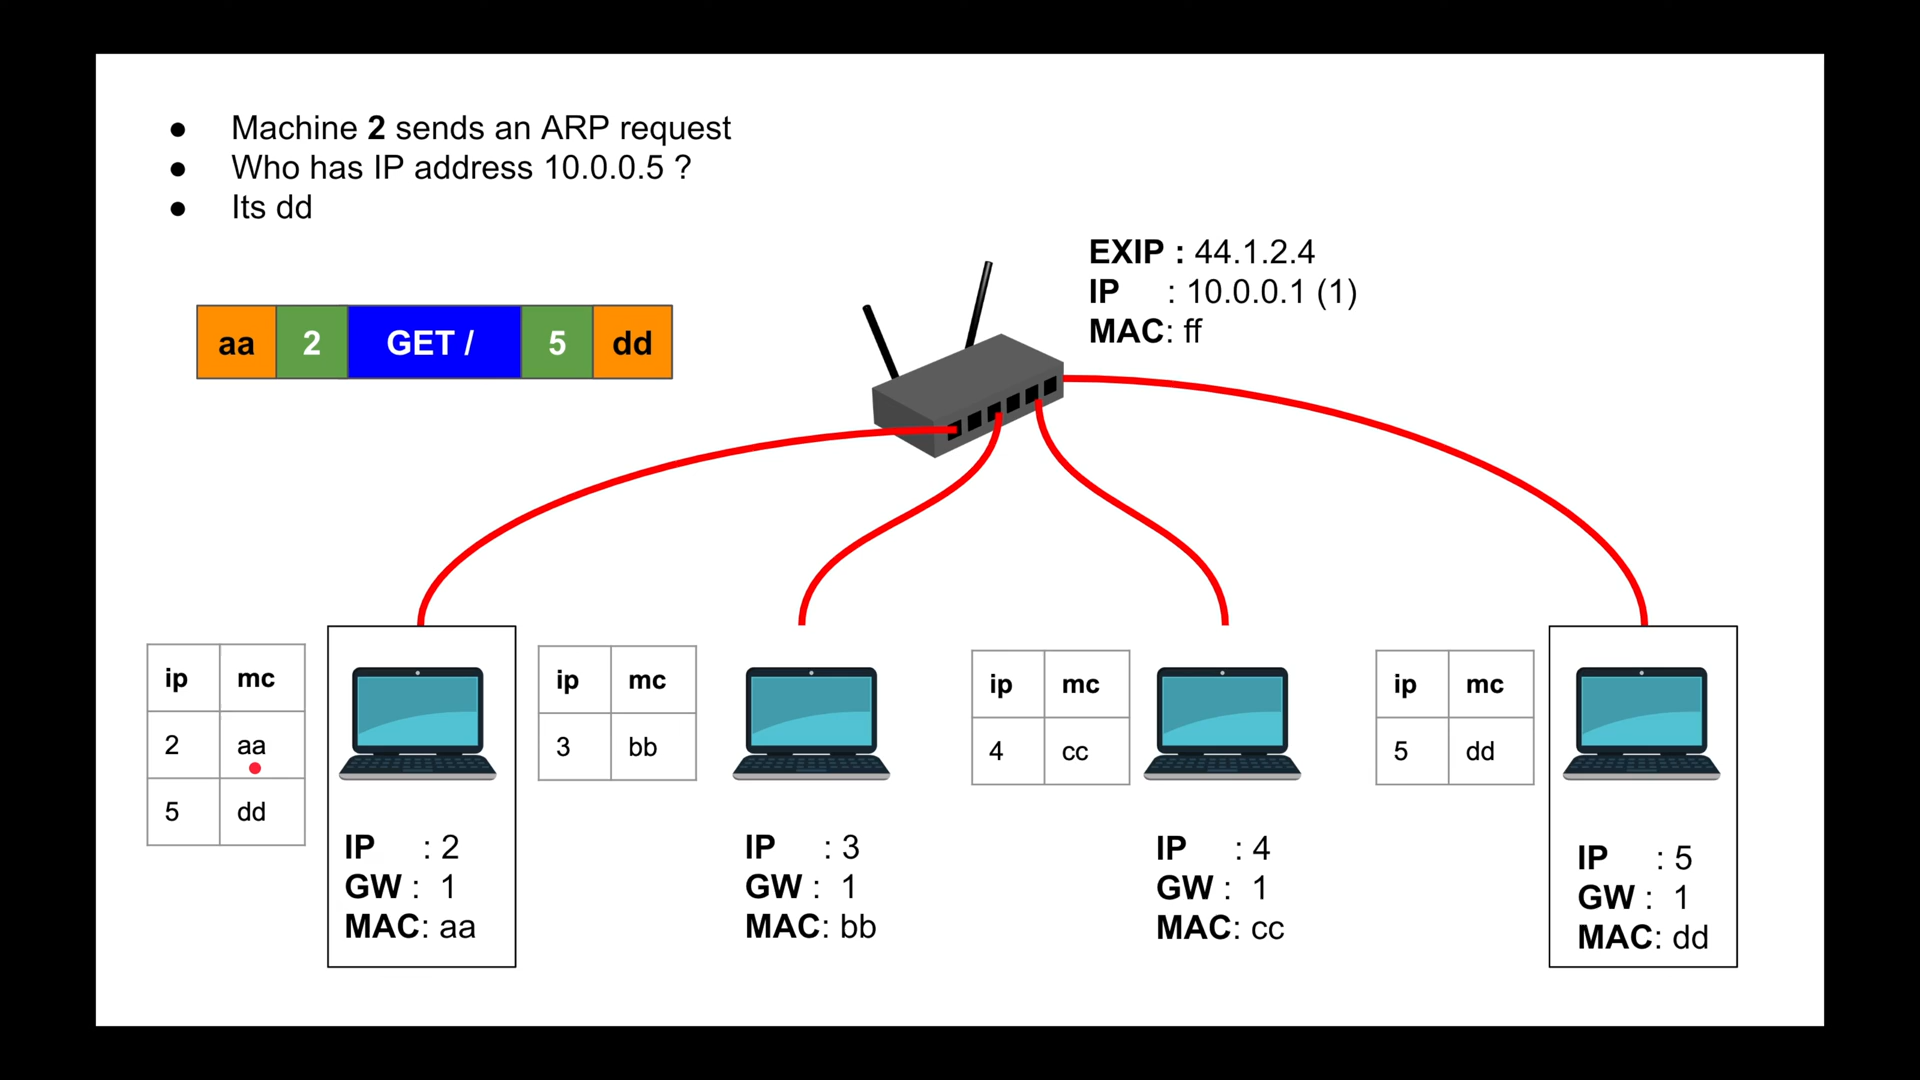 ● Machine 2 sends an ARP request
● Who has IP address 10.0.0.5 ?
● Its dd
EXIP : 44.1.2.4
IP : 10.0.0.1 (1)
MAC: ff
aa 2 GET / 5 dd
ip mc
2 aa
5 dd
IP : 2
GW : 1
MAC: aa
ip mc
3 bb
IP : 3
GW : 1
MAC: bb
ip mc
4 cc
IP : 4
GW : 1
MAC: cc
ip mc
5 dd
IP : 5
GW : 1
MAC: dd